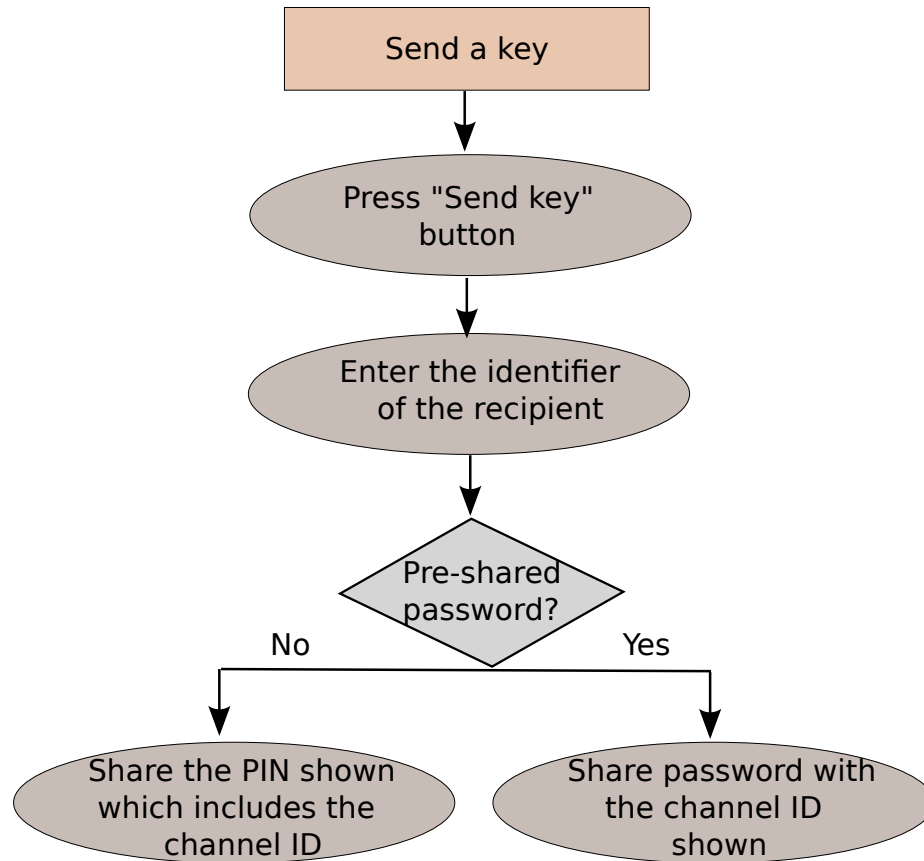 Send a key
Press "Send key"
button
Enter the identifier
of the recipient
Pre-shared
password?
No
Yes
Share the PIN shown
which includes the
channel ID
Share password with
the channel ID
shown